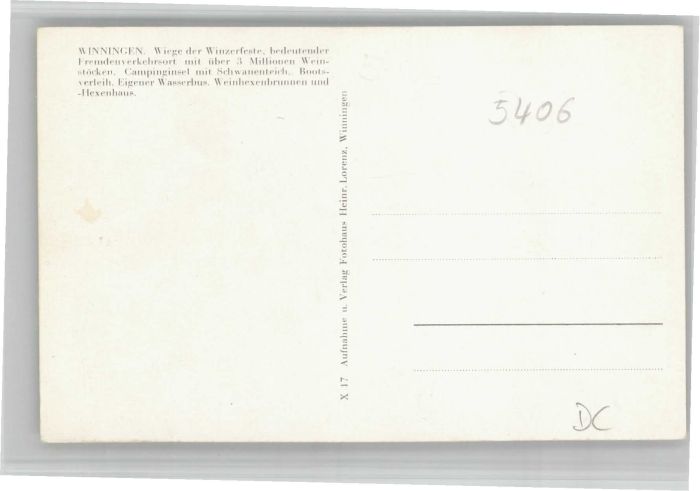 WINNINGEN. Wiege der Winzerfeste, bedeutender
Fremdenverkehrsort mit über 3 Millionen Wein-
stöcken. Campinginsel mit Schwanenteich. Boots-
verleih. Eigener Wasserbus. Weinhexenbrunnen und
-Hexenhaus.
X 17 Aufnahme u. Verlag Fotohaus Heinr. Lorenz, Winningen
5406
DC